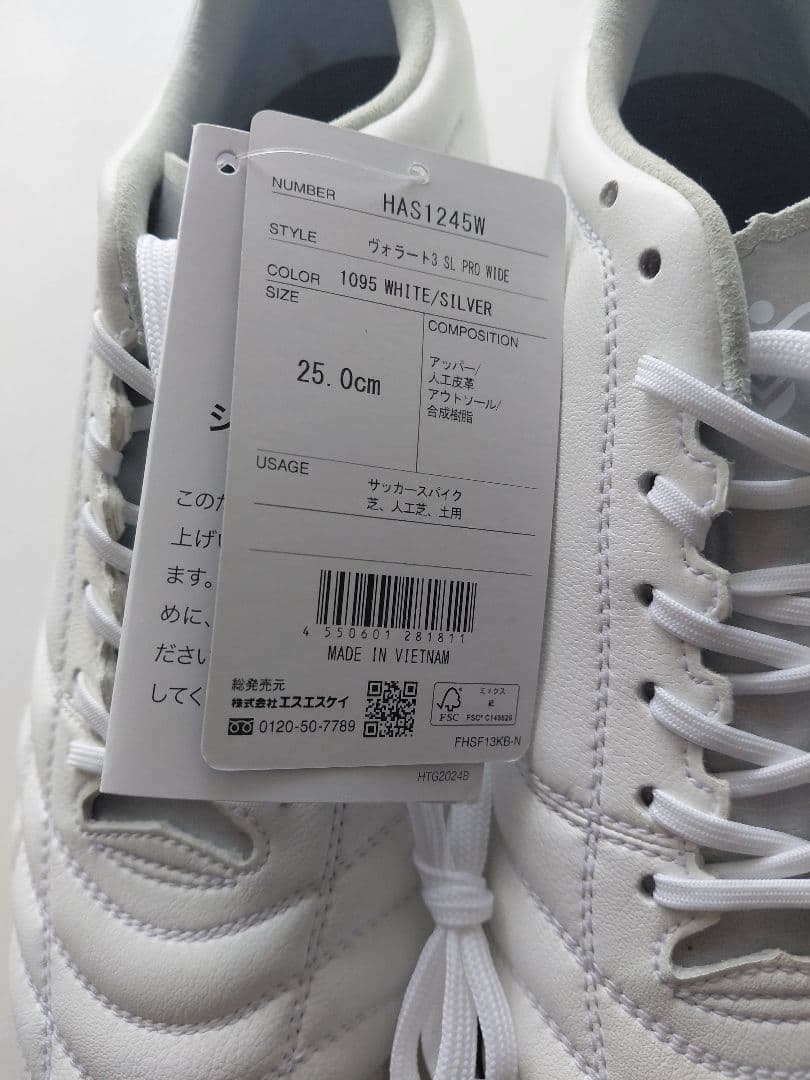 NUMBER HAS1245W
STYLE ヴォラート3 SL PRO WIDE
COLOR 1095 WHITE/SILVER
SIZE
25.0cm
COMPOSITION
アッパー/
人工皮革
アウトソール/
合成樹脂
USAGE
サッカースパイク
芝、人工芝、土用
4 550601 281811
MADE IN VIETNAM
総発売元
株式会社エスエスケイ
0120-50-7789
ミックス
紙
FSC
FHSF13KB-N
このた
上げい
ます。
めに、
ださい
してく
HTG2024B